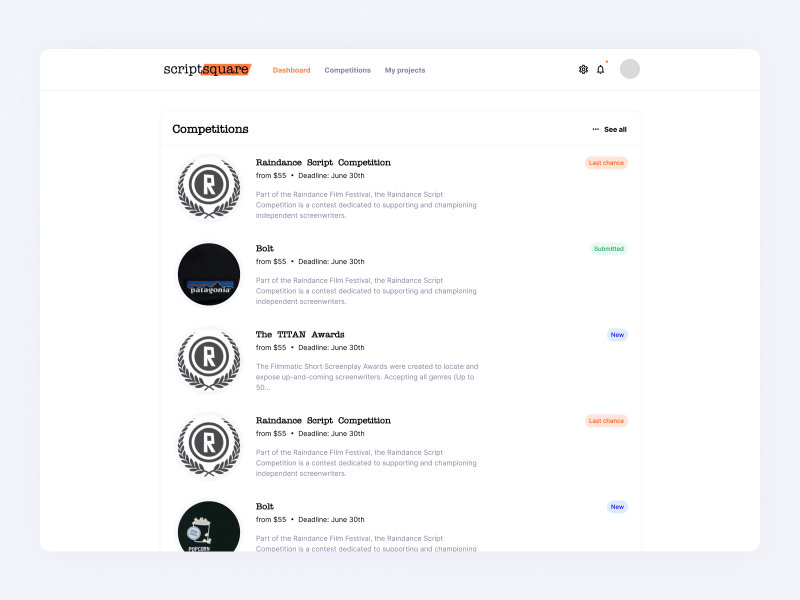 scriptsquare
Dashboard
Competitions
My projects
Competitions
See all
R
Raindance Script Competition
Last chance
from $55 • Deadline: June 30th
Part of the Raindance Film Festival, the Raindance Script
Competition is a contest dedicated to supporting and championing
independent screenwriters.
patagonia
Bolt
Submitted
from $55 • Deadline: June 30th
Part of the Raindance Film Festival, the Raindance Script
Competition is a contest dedicated to supporting and championing
independent screenwriters.
R
The TITAN Awards
New
from $55 • Deadline: June 30th
The Filmmatic Short Screenplay Awards were created to locate and
expose up-and-coming screenwriters. Accepting all genres (Up to
50...
R
Raindance Script Competition
Last chance
from $55 • Deadline: June 30th
Part of the Raindance Film Festival, the Raindance Script
Competition is a contest dedicated to supporting and championing
independent screenwriters.
POPCORN
Bolt
New
from $55 • Deadline: June 30th
Part of the Raindance Film Festival, the Raindance Script
Competition is a contest dedicated to supporting and championing